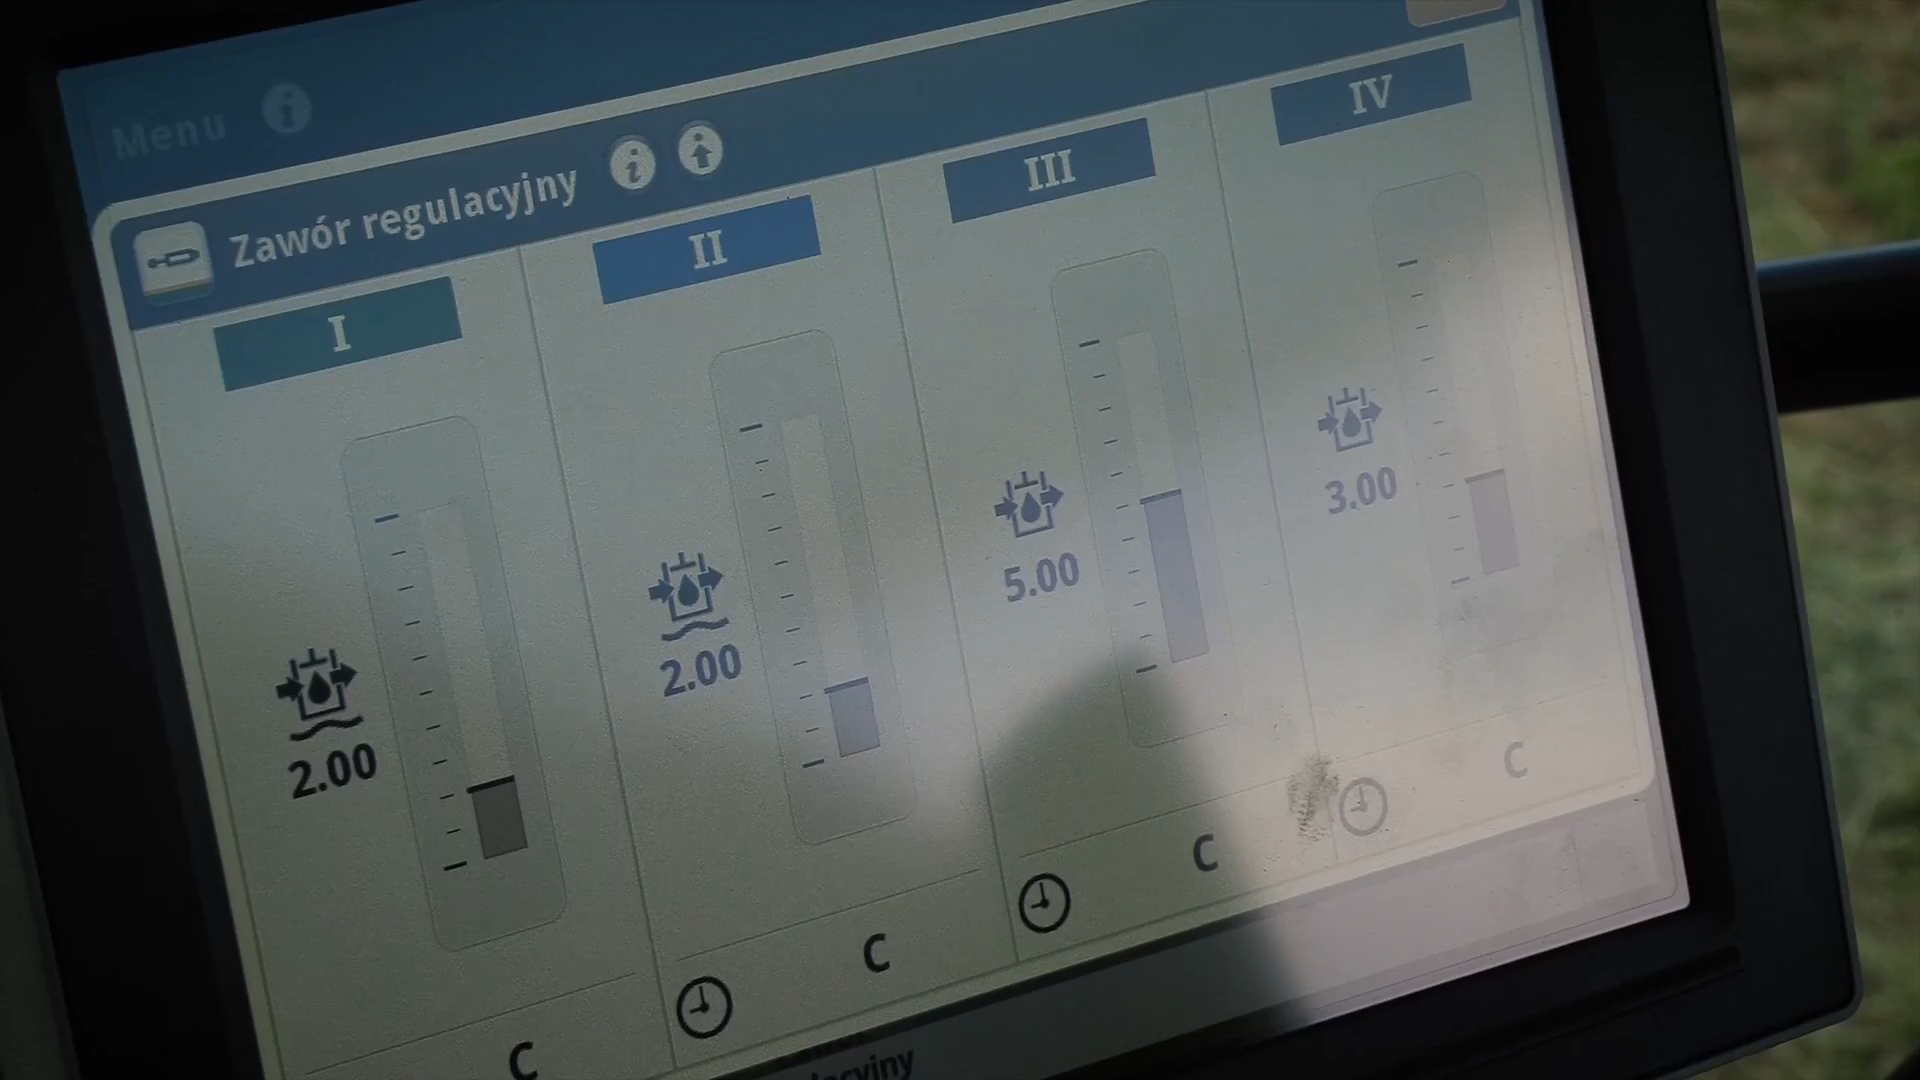 Menu
Zawór regulacyjny
I
II
III
IV
2.00
2.00
5.00
3.00
C
C
C
C